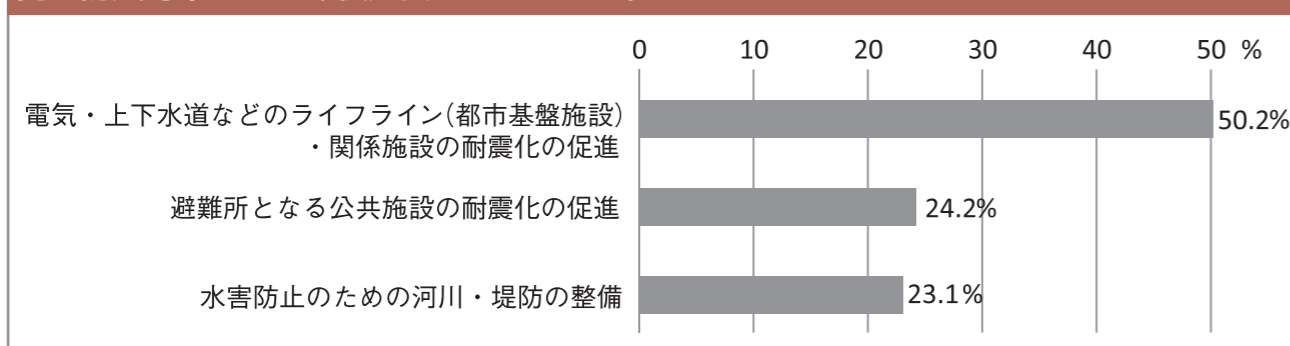 0 10 20 30 40 50 %
電気・上下水道などのライフライン(都市基盤施設)
・関係施設の耐震化の促進
50.2%
避難所となる公共施設の耐震化の促進
24.2%
水害防止のための河川・堤防の整備
23.1%